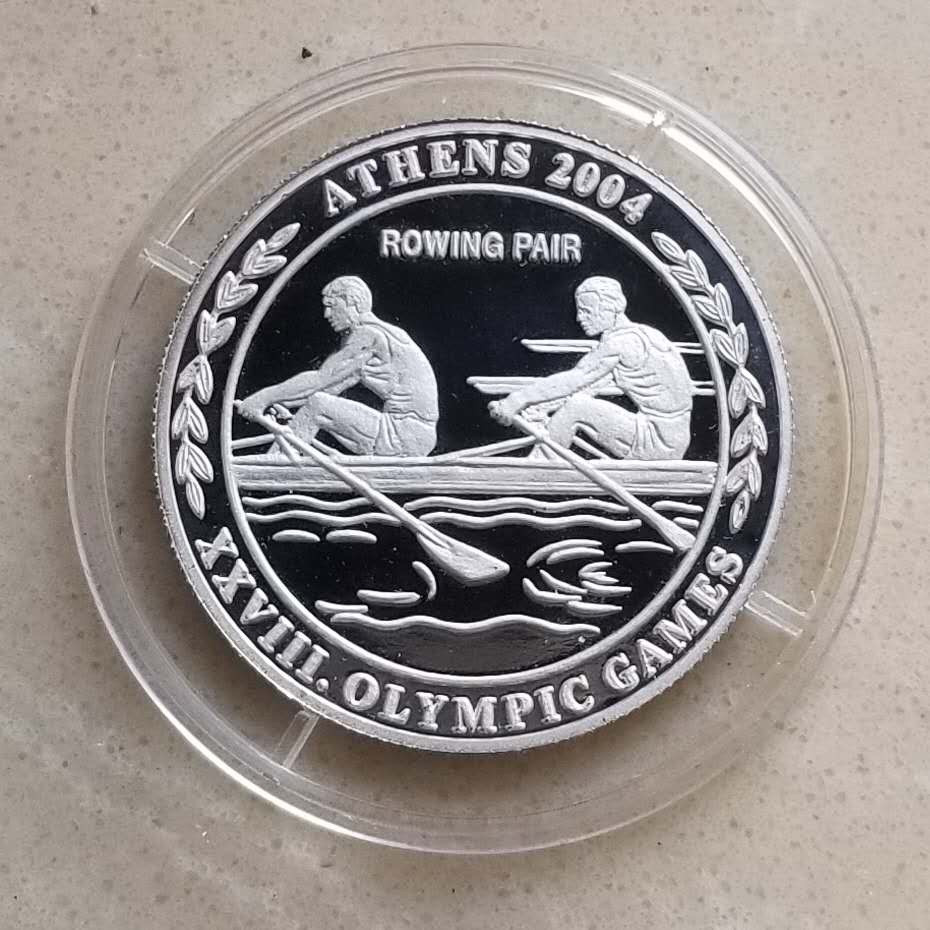 ATHENS 2004
ROWING PAIR
XXVIII. OLYMPIC GAMES